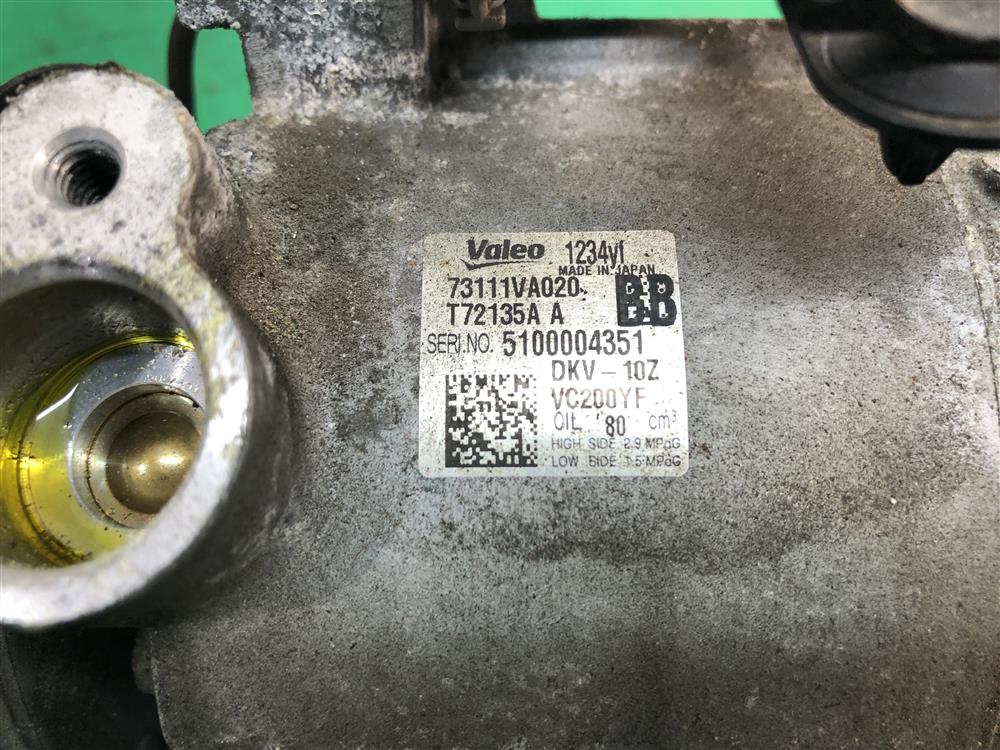 Valeo 1234yf
MADE IN JAPAN
73111VA020
BB
T72135A A
SERI.NO. 5100004351
DKV-10Z
VC200YF
OIL 80 cm³
HIGH SIDE 2.9 MPaG
LOW SIDE 1.5 MPaG